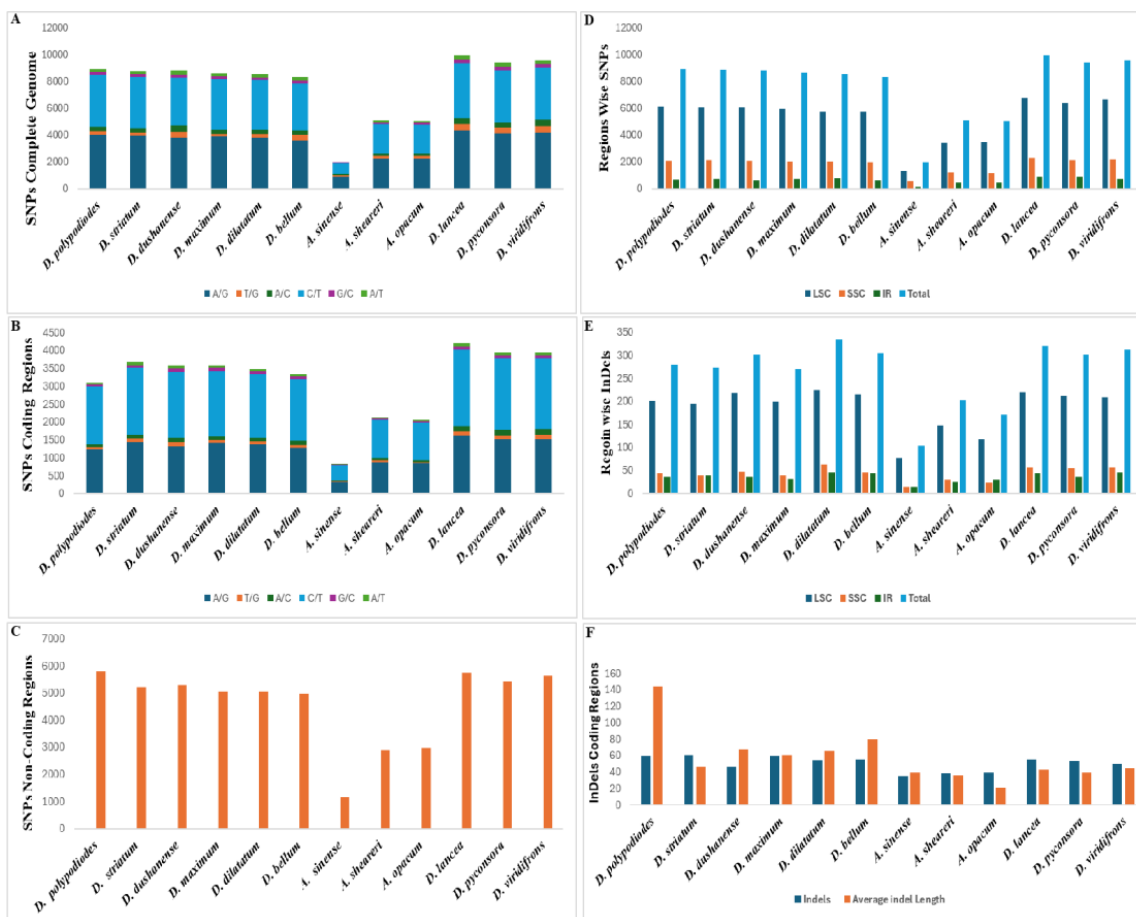 A
SNPs Complete Genome
12000
10000
8000
6000
4000
2000
0
D. polypodiodes
D. striatum
D. dushanense
D. maximum
D. dilatatum
D. bellum
A. sinense
A. sheareri
A. opacum
D. lancea
D. pyconsora
D. viridifrons
A/G T/G A/C C/T G/C A/T
B
SNPs Coding Regions
4500
4000
3500
3000
2500
2000
1500
1000
500
0
D. polypodiodes
D. striatum
D. dushanense
D. maximum
D. dilatatum
D. bellum
A. sinense
A. sheareri
A. opacum
D. lancea
D. pyconsora
D. viridifrons
A/G T/G A/C C/T G/C A/T
C
SNPs Non-Coding Regions
7000
6000
5000
4000
3000
2000
1000
0
D. polypodiodes
D. striatum
D. dushanense
D. maximum
D. dilatatum
D. bellum
A. sinense
A. sheareri
A. opacum
D. lancea
D. pyconsora
D. viridifrons
D
Regions Wise SNPs
12000
10000
8000
6000
4000
2000
0
D. polypodiodes
D. striatum
D. dushanense
D. maximum
D. dilatatum
D. bellum
A. sinense
A. sheareri
A. opacum
D. lancea
D. pyconsora
D. viridifrons
LSC SSC IR Total
E
Regoin wise InDels
350
300
250
200
150
100
50
0
D. polypodiodes
D. striatum
D. dushanense
D. maximum
D. dilatatum
D. bellum
A. sinense
A. sheareri
A. opacum
D. lancea
D. pyconsora
D. viridifrons
LSC SSC IR Total
F
InDels Coding Regions
160
140
120
100
80
60
40
20
0
D. polypodiodes
D. striatum
D. dushanense
D. maximum
D. dilatatum
D. bellum
A. sinense
A. sheareri
A. opacum
D. lancea
D. pyconsora
D. viridifrons
Indels Average indel Length